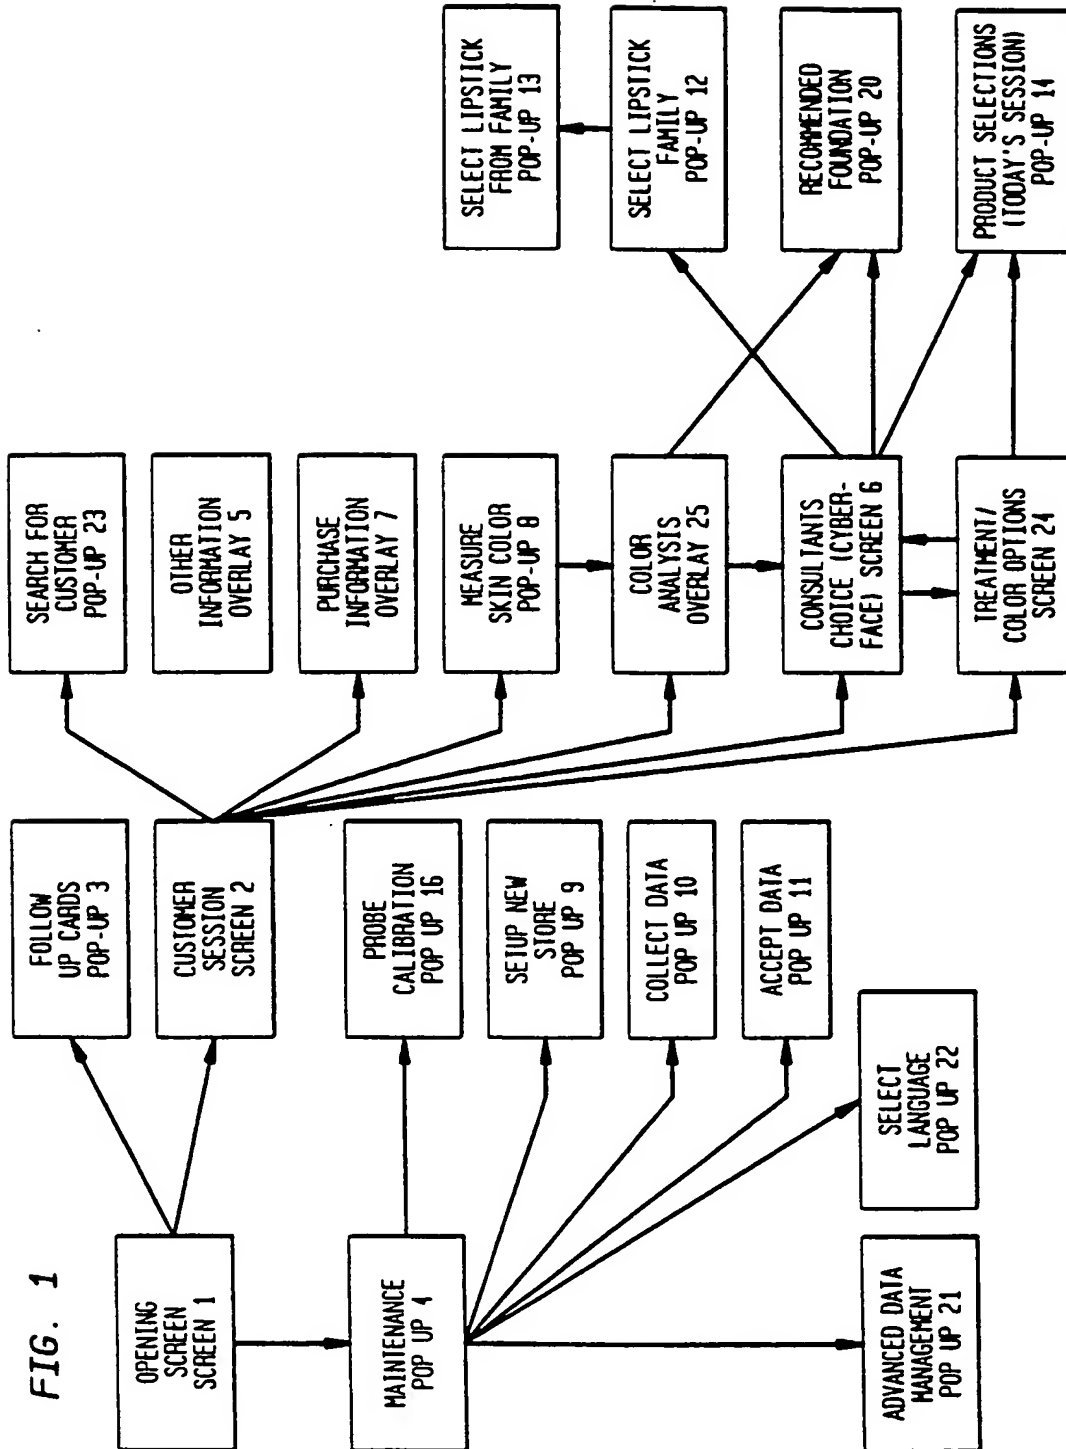 FIG. 1
OPENING
SCREEN
SCREEN 1
MAINTENANCE
POP UP 4
ADVANCED DATA
MANAGEMENT
POP UP 21
FOLLOW
UP CARDS
POP-UP 3
CUSTOMER
SESSION
SCREEN 2
PROBE
CALIBRATION
POP UP 16
SETUP NEW
STORE
POP UP 9
COLLECT DATA
POP UP 10
ACCEPT DATA
POP UP 11
SELECT
LANGUAGE
POP UP 22
SEARCH FOR
CUSTOMER
POP-UP 23
OTHER
INFORMATION
OVERLAY 5
PURCHASE
INFORMATION
OVERLAY 7
MEASURE
SKIN COLOR
POP-UP 8
COLOR
ANALYSIS
OVERLAY 25
CONSULTANTS
CHOICE (CYBER-
FACE) SCREEN 6
TREATMENT/
COLOR OPTIONS
SCREEN 24
SELECT LIPSTICK
FROM FAMILY
POP-UP 13
SELECT LIPSTICK
FAMILY
POP-UP 12
RECOMMENDED
FOUNDATION
POP-UP 20
PRODUCT SELECTIONS
(TODAY'S SESSION)
POP-UP 14